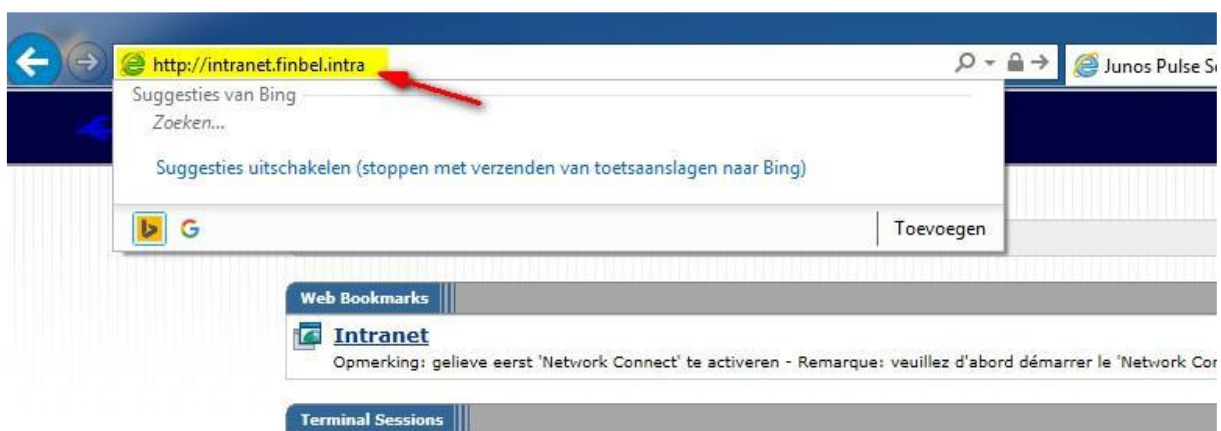 http://intranet.finbel.intra
Junos Pulse Se
Suggesties van Bing
Zoeken...
Suggesties uitschakelen (stoppen met verzenden van toetsaanslagen naar Bing)
Toevoegen
Web Bookmarks
Intranet
Opmerking: gelieve eerst 'Network Connect' te activeren - Remarque: veuillez d'abord démarrer le 'Network Con
Terminal Sessions